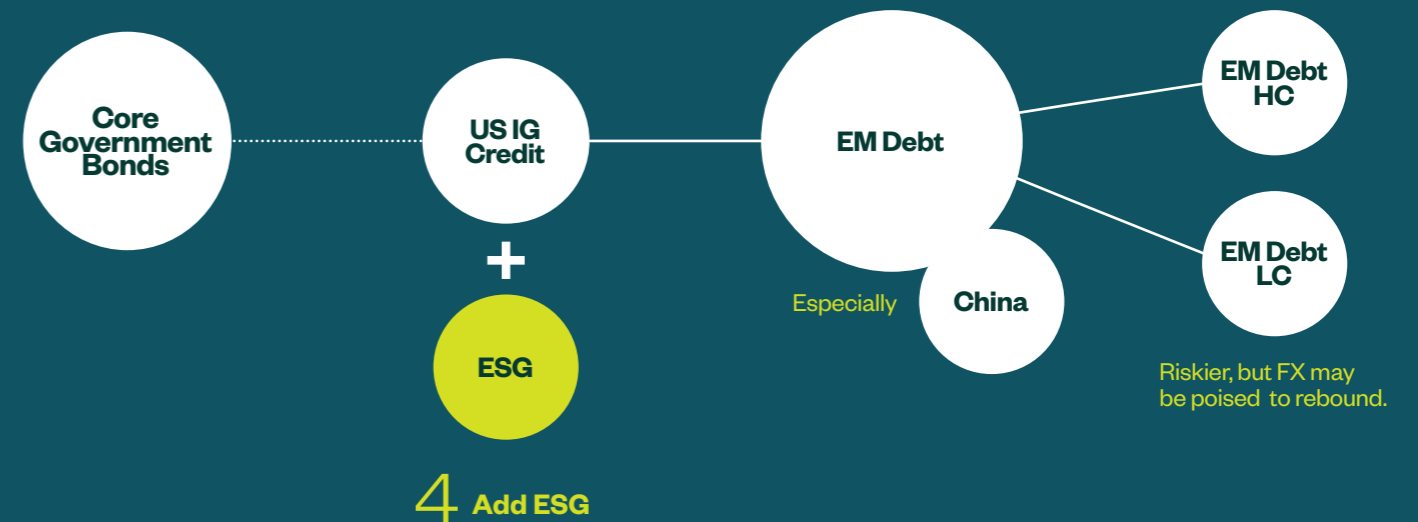 Core
Government
Bonds
US IG
Credit
+
ESG
4 Add ESG
EM Debt
Especially
China
EM Debt
HC
EM Debt
LC
Riskier, but FX may
be poised to rebound.